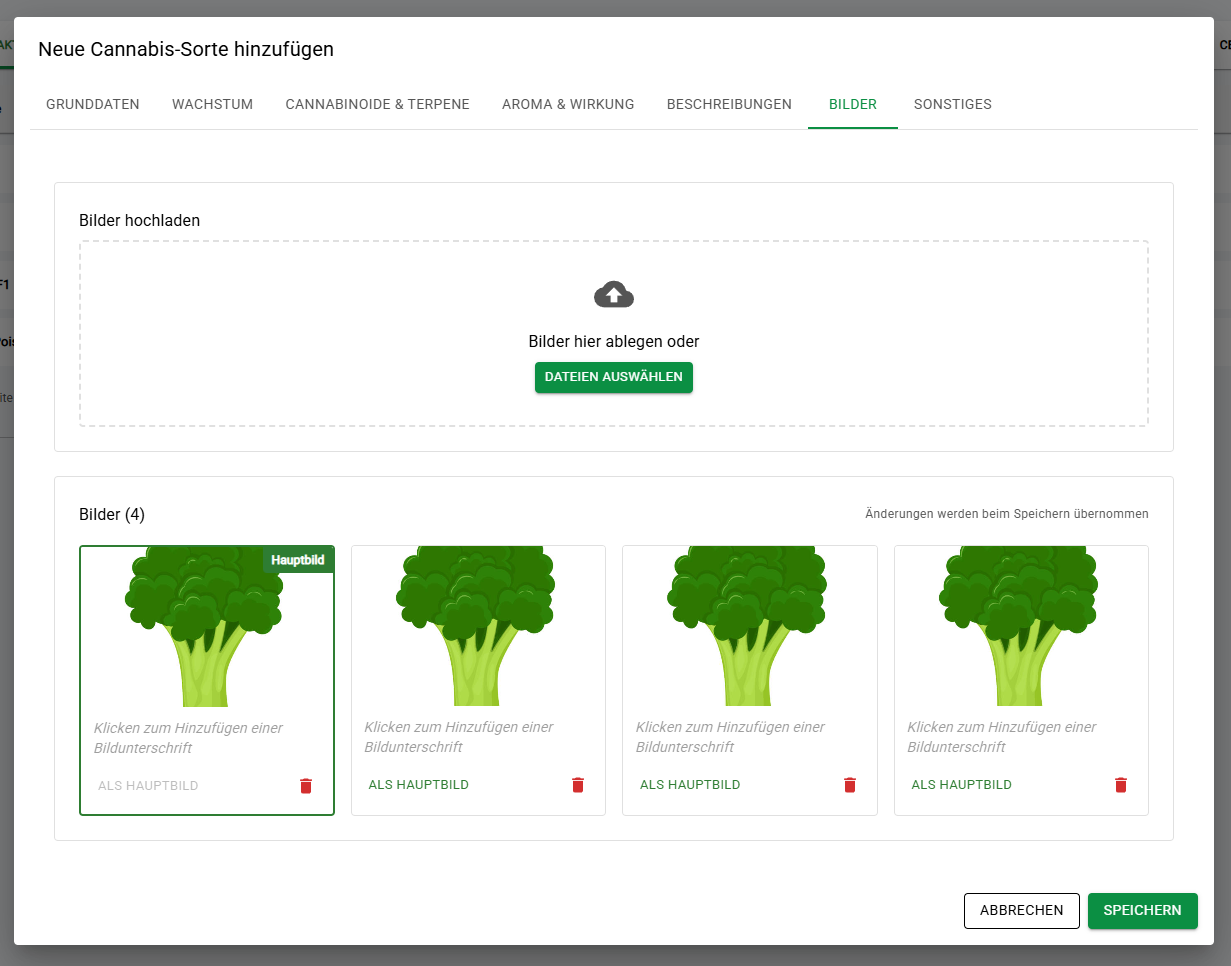 Neue Cannabis-Sorte hinzufügen
GRUNDDATEN WACHSTUM CANNABINOIDE & TERPENE AROMA & WIRKUNG BESCHREIBUNGEN BILDER SONSTIGES
Bilder hochladen
Bilder hier ablegen oder
DATEIEN AUSWÄHLEN
Bilder (4) Änderungen werden beim Speichern übernommen
Hauptbild
Klicken zum Hinzufügen einer
Bildunterschrift
ALS HAUPTBILD
Klicken zum Hinzufügen einer
Bildunterschrift
ALS HAUPTBILD
Klicken zum Hinzufügen einer
Bildunterschrift
ALS HAUPTBILD
Klicken zum Hinzufügen einer
Bildunterschrift
ALS HAUPTBILD
ABBRECHEN SPEICHERN